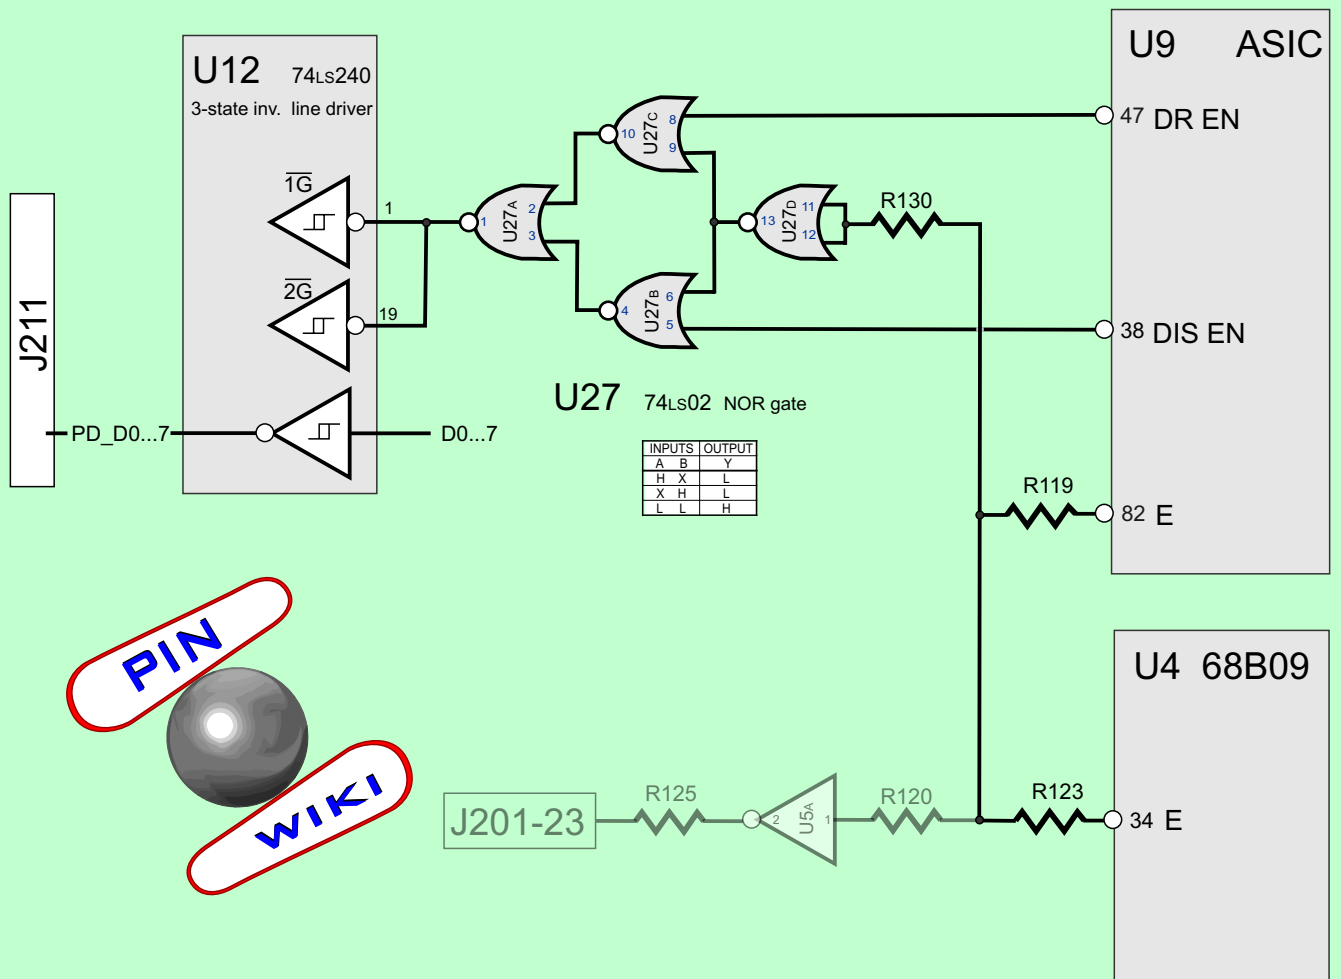 U9 ASIC
U12 74LS240
3-state inv. line driver
8
10
U27C
9
47 DR EN
1G
1
2
1
U27A
3
R130
11
13
U27D
12
2G
19
6
4
U27B
5
38 DIS EN
J211
U27 74LS02 NOR gate
PD_D0...7
D0...7
INPUTS OUTPUT
A B Y
H X L
X H L
L L H
R119
82 E
PIN
WIKI
U4 68B09
J201-23
R125
2
U5A
1
R120
R123
34 E